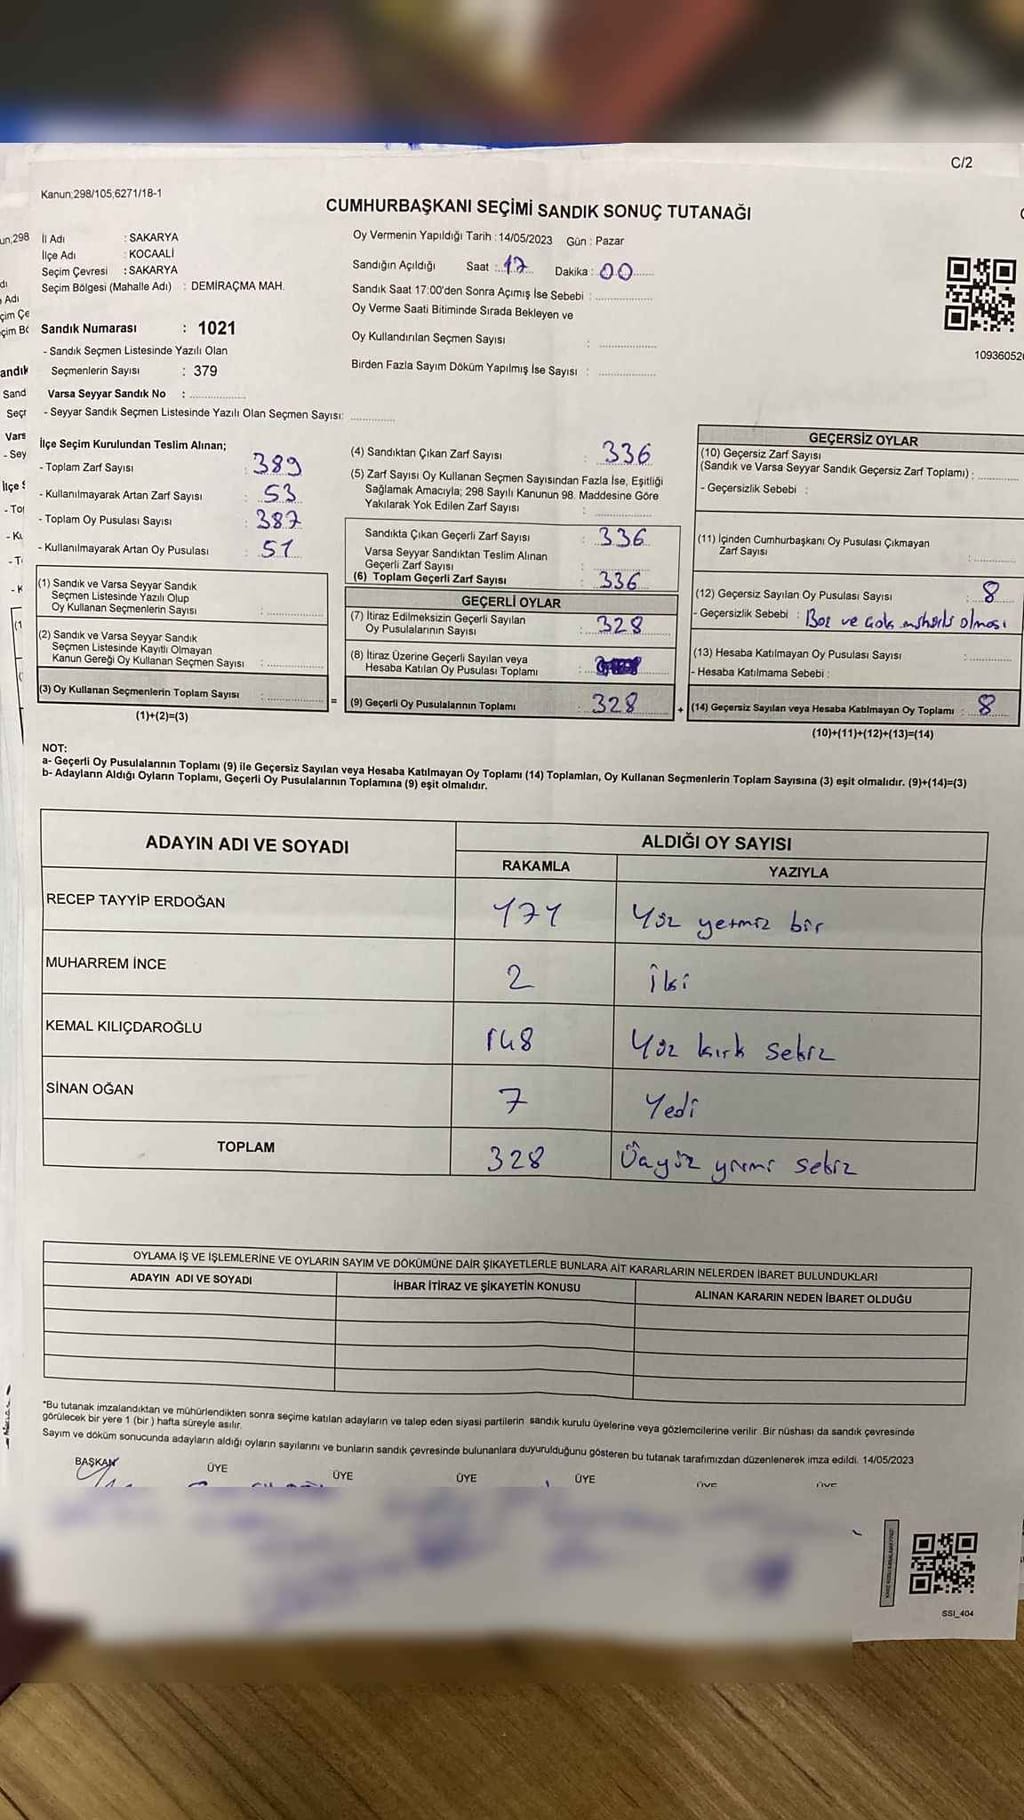 C/2
Kanun;298/105,6271/18-1
CUMHURBAŞKANI SEÇİMİ SANDIK SONUÇ TUTANAĞI
İl Adı : SAKARYA
İlçe Adı : KOCAALİ
Seçim Çevresi : SAKARYA
Seçim Bölgesi (Mahalle Adı) : DEMİRAÇMA MAH.
Sandık Numarası : 1021
- Sandık Seçmen Listesinde Yazılı Olan
Seçmenlerin Sayısı : 379
Varsa Seyyar Sandık No :
- Seyyar Sandık Seçmen Listesinde Yazılı Olan Seçmen Sayısı:
Oy Vermenin Yapıldığı Tarih : 14/05/2023 Gün : Pazar
Sandığın Açıldığı Saat : 17 Dakika : 00
Sandık Saat 17:00'den Sonra Açımış İse Sebebi :
Oy Verme Saati Bitiminde Sırada Bekleyen ve
Oy Kullandırılan Seçmen Sayısı :
Birden Fazla Sayım Döküm Yapılmış İse Sayısı :
İlçe Seçim Kurulundan Teslim Alınan;
- Toplam Zarf Sayısı : 389
- Kullanılmayarak Artan Zarf Sayısı : 53
- Toplam Oy Pusulası Sayısı : 387
- Kullanılmayarak Artan Oy Pusulası : 51
(1) Sandık ve Varsa Seyyar Sandık
Seçmen Listesinde Yazılı Olup
Oy Kullanan Seçmenlerin Sayısı :
(2) Sandık ve Varsa Seyyar Sandık
Seçmen Listesinde Kayıtlı Olmayan
Kanun Gereği Oy Kullanan Seçmen Sayısı :
(3) Oy Kullanan Seçmenlerin Toplam Sayısı :
(1)+(2)=(3)
(4) Sandıktan Çıkan Zarf Sayısı : 336
(5) Zarf Sayısı Oy Kullanan Seçmen Sayısından Fazla İse, Eşitliği
Sağlamak Amacıyla; 298 Sayılı Kanunun 98. Maddesine Göre
Yakılarak Yok Edilen Zarf Sayısı :
Sandıkta Çıkan Geçerli Zarf Sayısı : 336
Varsa Seyyar Sandıktan Teslim Alınan
Geçerli Zarf Sayısı :
(6) Toplam Geçerli Zarf Sayısı : 336
GEÇERLİ OYLAR
(7) İtiraz Edilmeksizin Geçerli Sayılan
Oy Pusulalarının Sayısı : 328
(8) İtiraz Üzerine Geçerli Sayılan veya
Hesaba Katılan Oy Pusulası Toplamı :
= (9) Geçerli Oy Pusulalarının Toplamı : 328 +
GEÇERSİZ OYLAR
(10) Geçersiz Zarf Sayısı
(Sandık ve Varsa Seyyar Sandık Geçersiz Zarf Toplamı) :
- Geçersizlik Sebebi :
(11) İçinden Cumhurbaşkanı Oy Pusulası Çıkmayan
Zarf Sayısı :
(12) Geçersiz Sayılan Oy Pusulası Sayısı : 8
- Geçersizlik Sebebi : Boz ve çok mühürlü olması
(13) Hesaba Katılmayan Oy Pusulası Sayısı :
- Hesaba Katılmama Sebebi :
(14) Geçersiz Sayılan veya Hesaba Katılmayan Oy Toplamı : 8
(10)+(11)+(12)+(13)=(14)
NOT:
a- Geçerli Oy Pusulalarının Toplamı (9) ile Geçersiz Sayılan veya Hesaba Katılmayan Oy Toplamı (14) Toplamları, Oy Kullanan Seçmenlerin Toplam Sayısına (3) eşit olmalıdır. (9)+(14)=(3)
b- Adayların Aldığı Oyların Toplamı, Geçerli Oy Pusulalarının Toplamına (9) eşit olmalıdır.
ADAYIN ADI VE SOYADI ALDIĞI OY SAYISI
RAKAMLA YAZIYLA
RECEP TAYYİP ERDOĞAN 171 Yüz yetmiz bir
MUHARREM İNCE 2 İki
KEMAL KILIÇDAROĞLU 148 Yüz kırk sekiz
SİNAN OĞAN 7 Yedi
TOPLAM 328 Üçyüz yirmi sekiz
OYLAMA İŞ VE İŞLEMLERİNE VE OYLARIN SAYIM VE DÖKÜMÜNE DAİR ŞİKAYETLERLE BUNLARA AİT KARARLARIN NELERDEN İBARET BULUNDUKLARI
ADAYIN ADI VE SOYADI İHBAR İTİRAZ VE ŞİKAYETİN KONUSU ALINAN KARARIN NEDEN İBARET OLDUĞU
*Bu tutanak imzalandıktan ve mühürlendikten sonra seçime katılan adayların ve talep eden siyasi partilerin sandık kurulu üyelerine veya gözlemcilerine verilir. Bir nüshası da sandık çevresinde
görülecek bir yere 1 (bir ) hafta süreyle asılır.
Sayım ve döküm sonucunda adayların aldığı oyların sayılarını ve bunların sandık çevresinde bulunanlara duyurulduğunu gösteren bu tutanak tarafımızdan düzenlenerek imza edildi. 14/05/2023
BAŞKAN ÜYE ÜYE ÜYE ÜYE ÜYE ÜYE
SSI_404